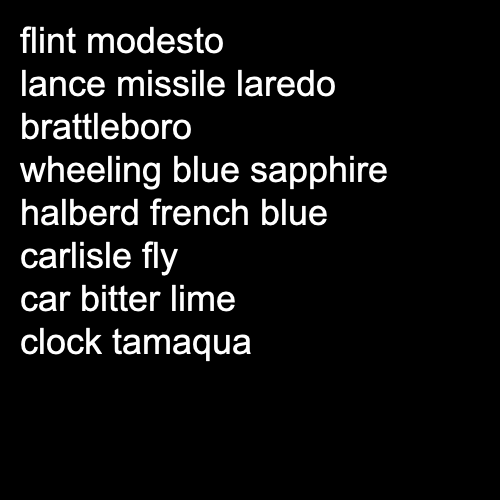 flint modesto
lance missile laredo
brattleboro
wheeling blue sapphire
halberd french blue
carlisle fly
car bitter lime
clock tamaqua